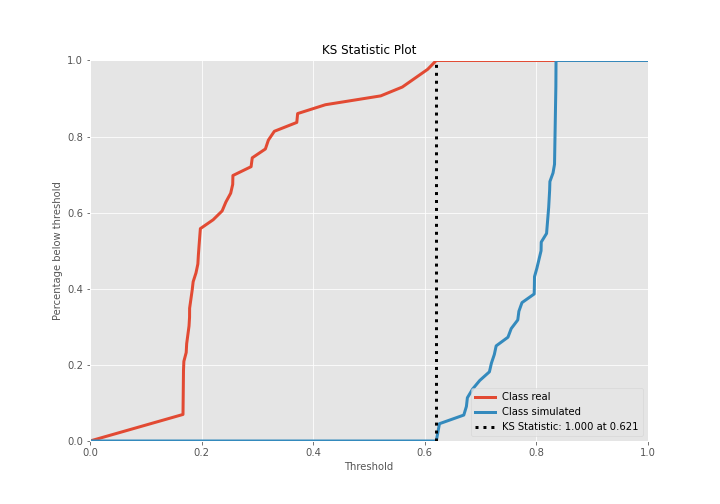 KS Statistic Plot
1.0
0.8
0.6
0.4
0.2
0.0
Percentage below threshold
Class real
Class simulated
KS Statistic: 1.000 at 0.621
0.0 0.2 0.4 0.6 0.8 1.0
Threshold